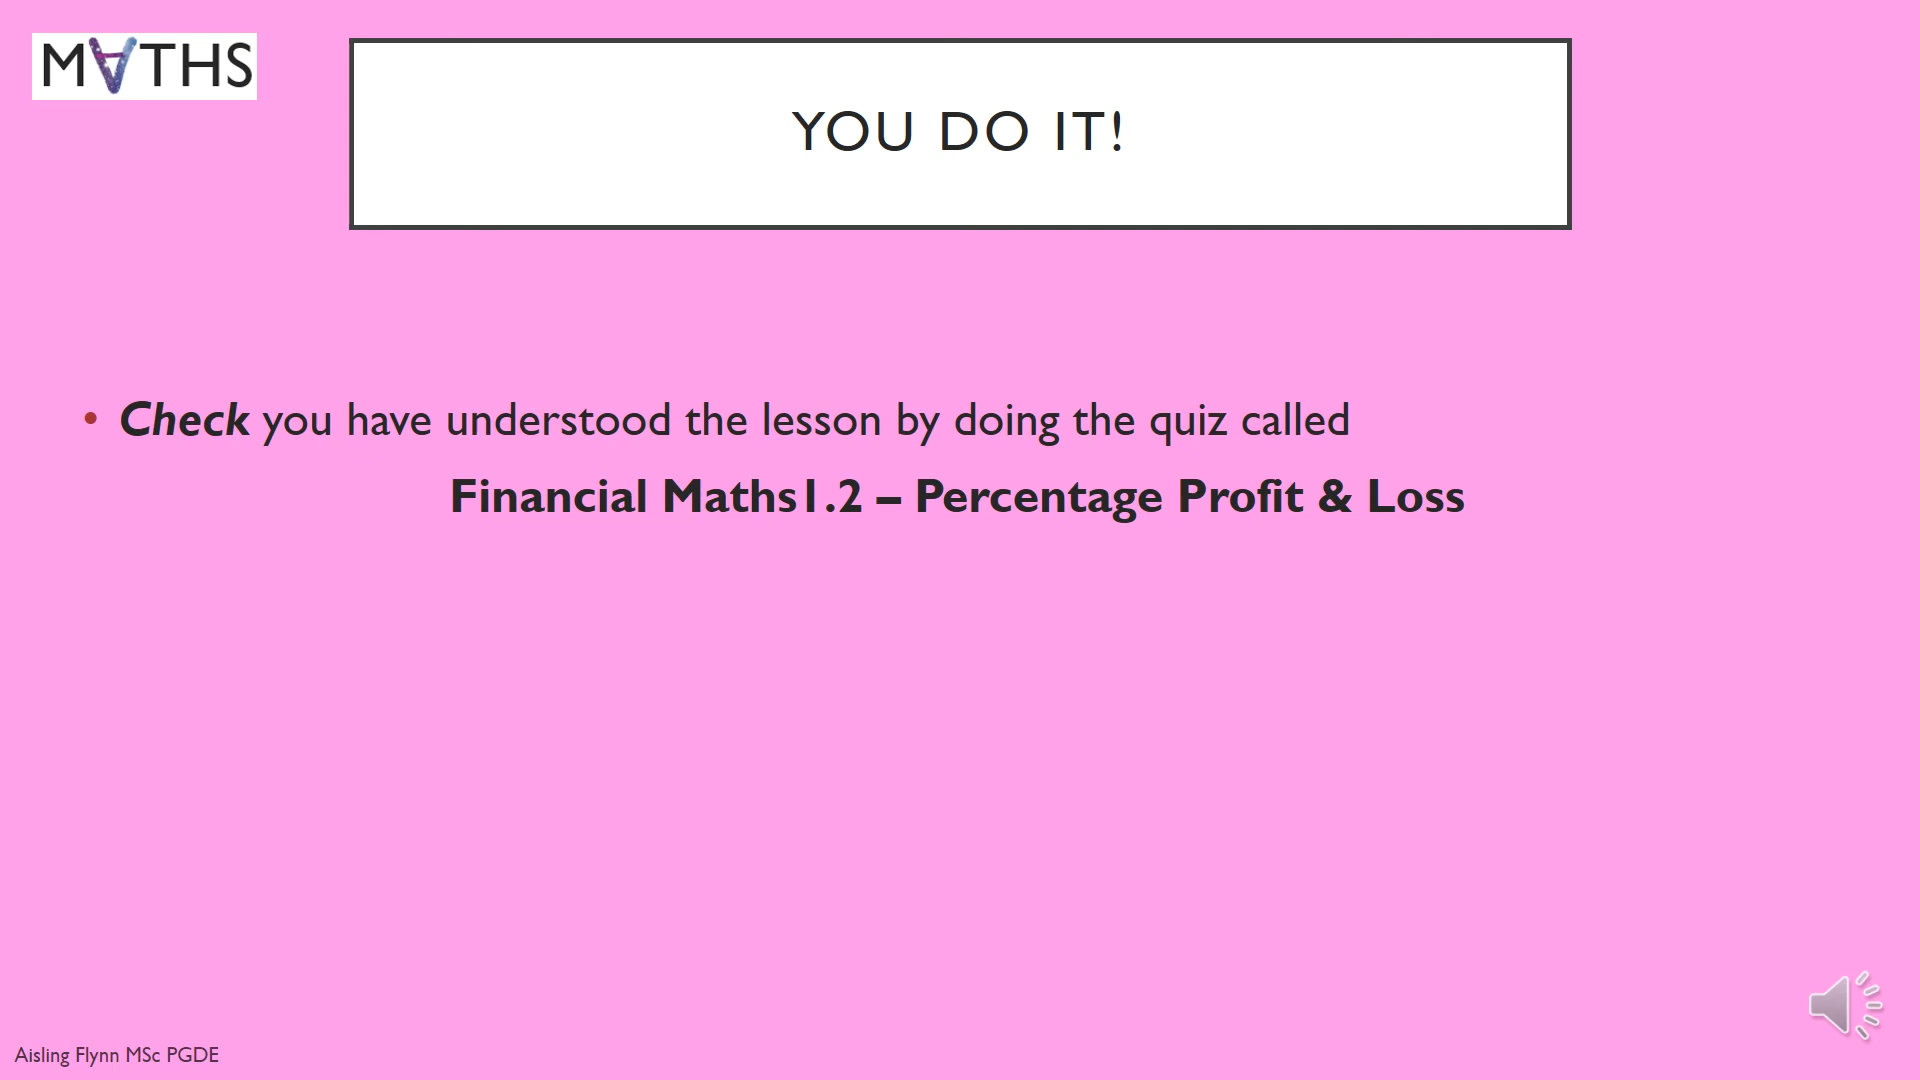 M∀THS
YOU DO IT!
• Check you have understood the lesson by doing the quiz called
Financial Maths1.2 – Percentage Profit & Loss
Aisling Flynn MSc PGDE